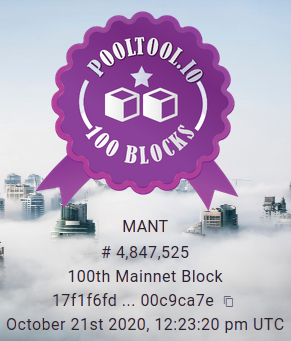 POOLTOOL.IO
100 BLOCKS
MANT
# 4,847,525
100th Mainnet Block
17f1f6fd ... 00c9ca7e
October 21st 2020, 12:23:20 pm UTC